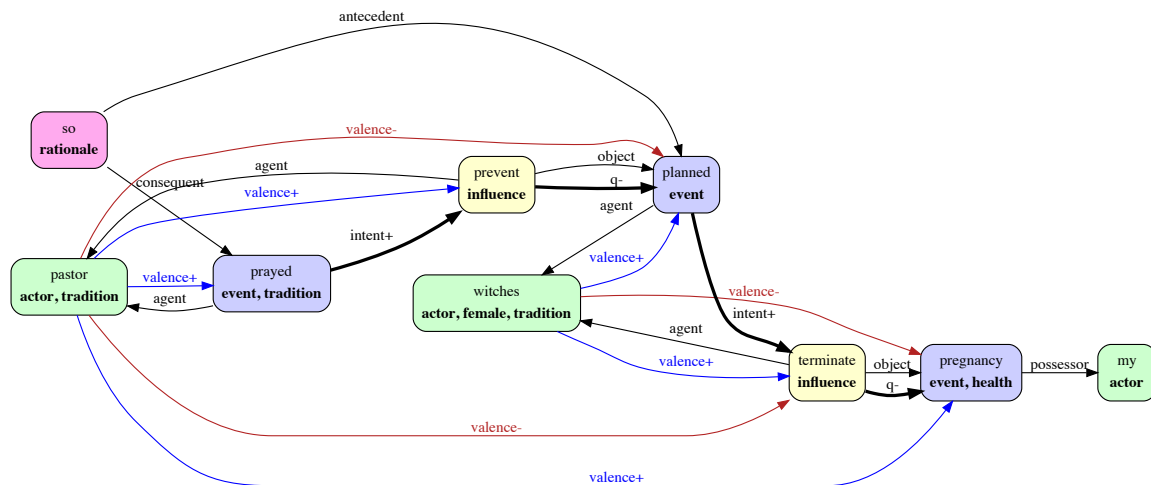 antecedent
so
rationale
valence-
agent
prevent
influence
object
q-
planned
event
consequent
valence+
agent
intent+
valence+
pastor
actor, tradition
valence+
agent
prayed
event, tradition
witches
actor, female, tradition
valence-
intent+
agent
valence+
terminate
influence
object
q-
pregnancy
event, health
possessor
my
actor
valence-
valence+